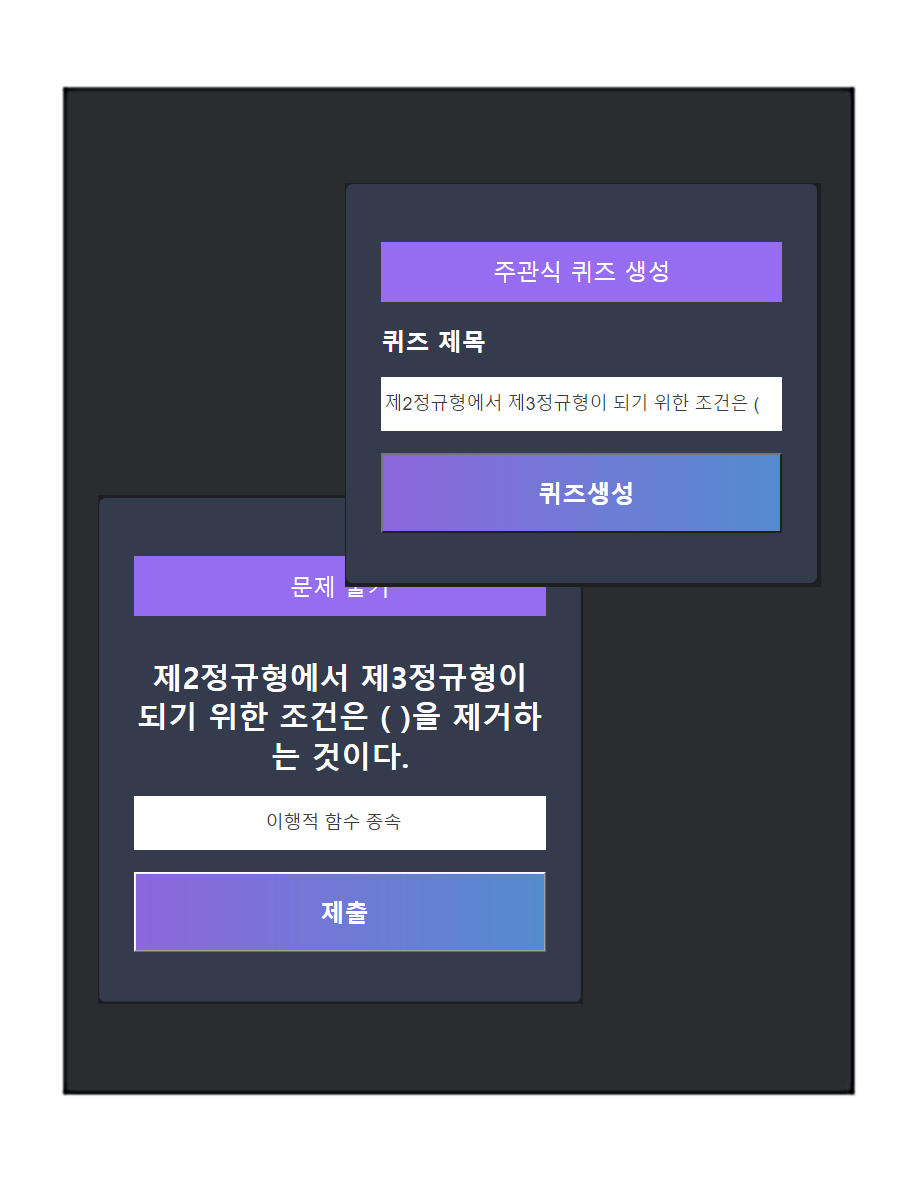 주관식 퀴즈 생성
퀴즈 제목
제2정규형에서 제3정규형이 되기 위한 조건은 (
퀴즈생성
문제
제2정규형에서 제3정규형이
되기 위한 조건은 ( )을 제거하
는 것이다.
이행적 함수 종속
제출